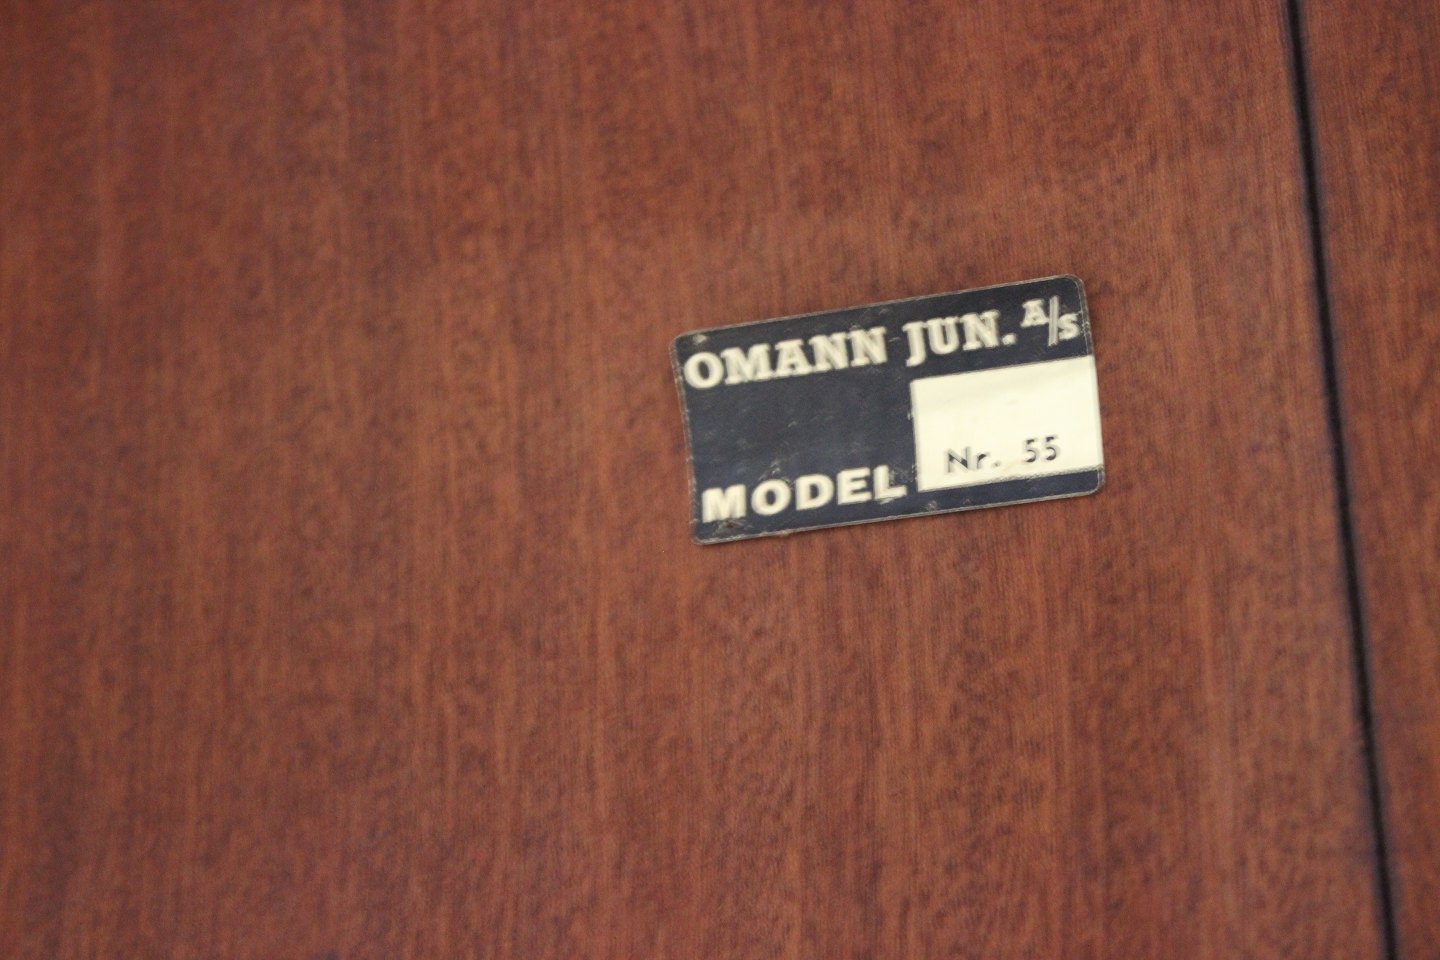 OMANN JUN. A/S
MODEL Nr. 55